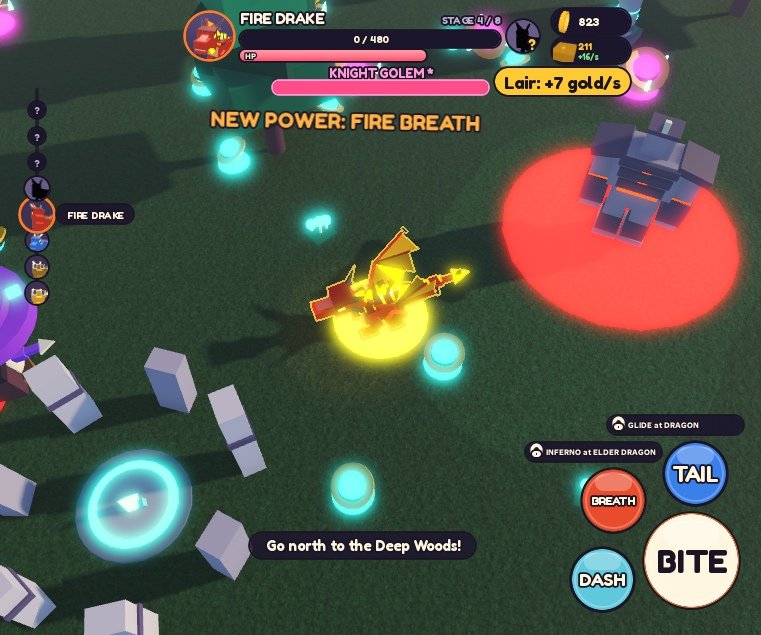 FIRE DRAKE
STAGE 4 / 8
0 / 480
HP
823
211
+16/s
?
KNIGHT GOLEM *
Lair: +7 gold/s
NEW POWER: FIRE BREATH
?
?
?
FIRE DRAKE
GLIDE at DRAGON
INFERNO at ELDER DRAGON
TAIL
BREATH
BITE
DASH
Go north to the Deep Woods!